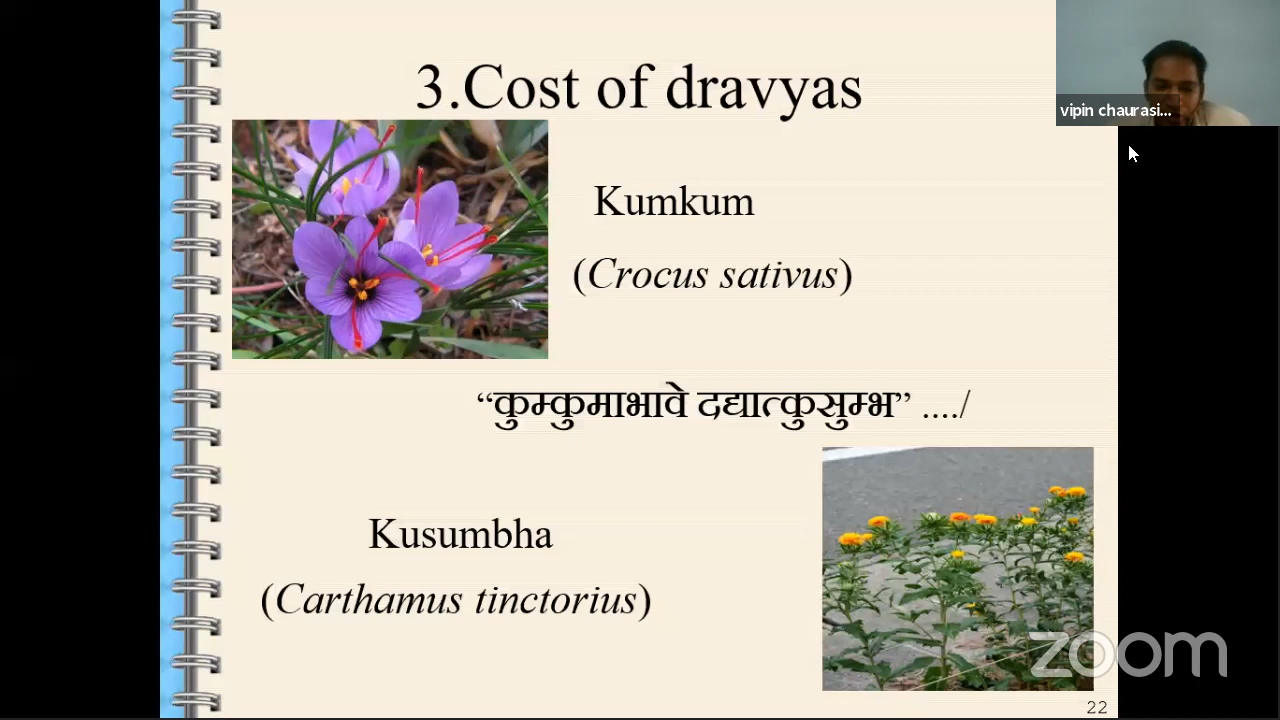 3.Cost of dravyas
vipin chaurasi...
Kumkum
(Crocus sativus)
“कुम्कुमाभावे दद्यात्कुसुम्भ” ..../
Kusumbha
(Carthamus tinctorius)
zoom
22